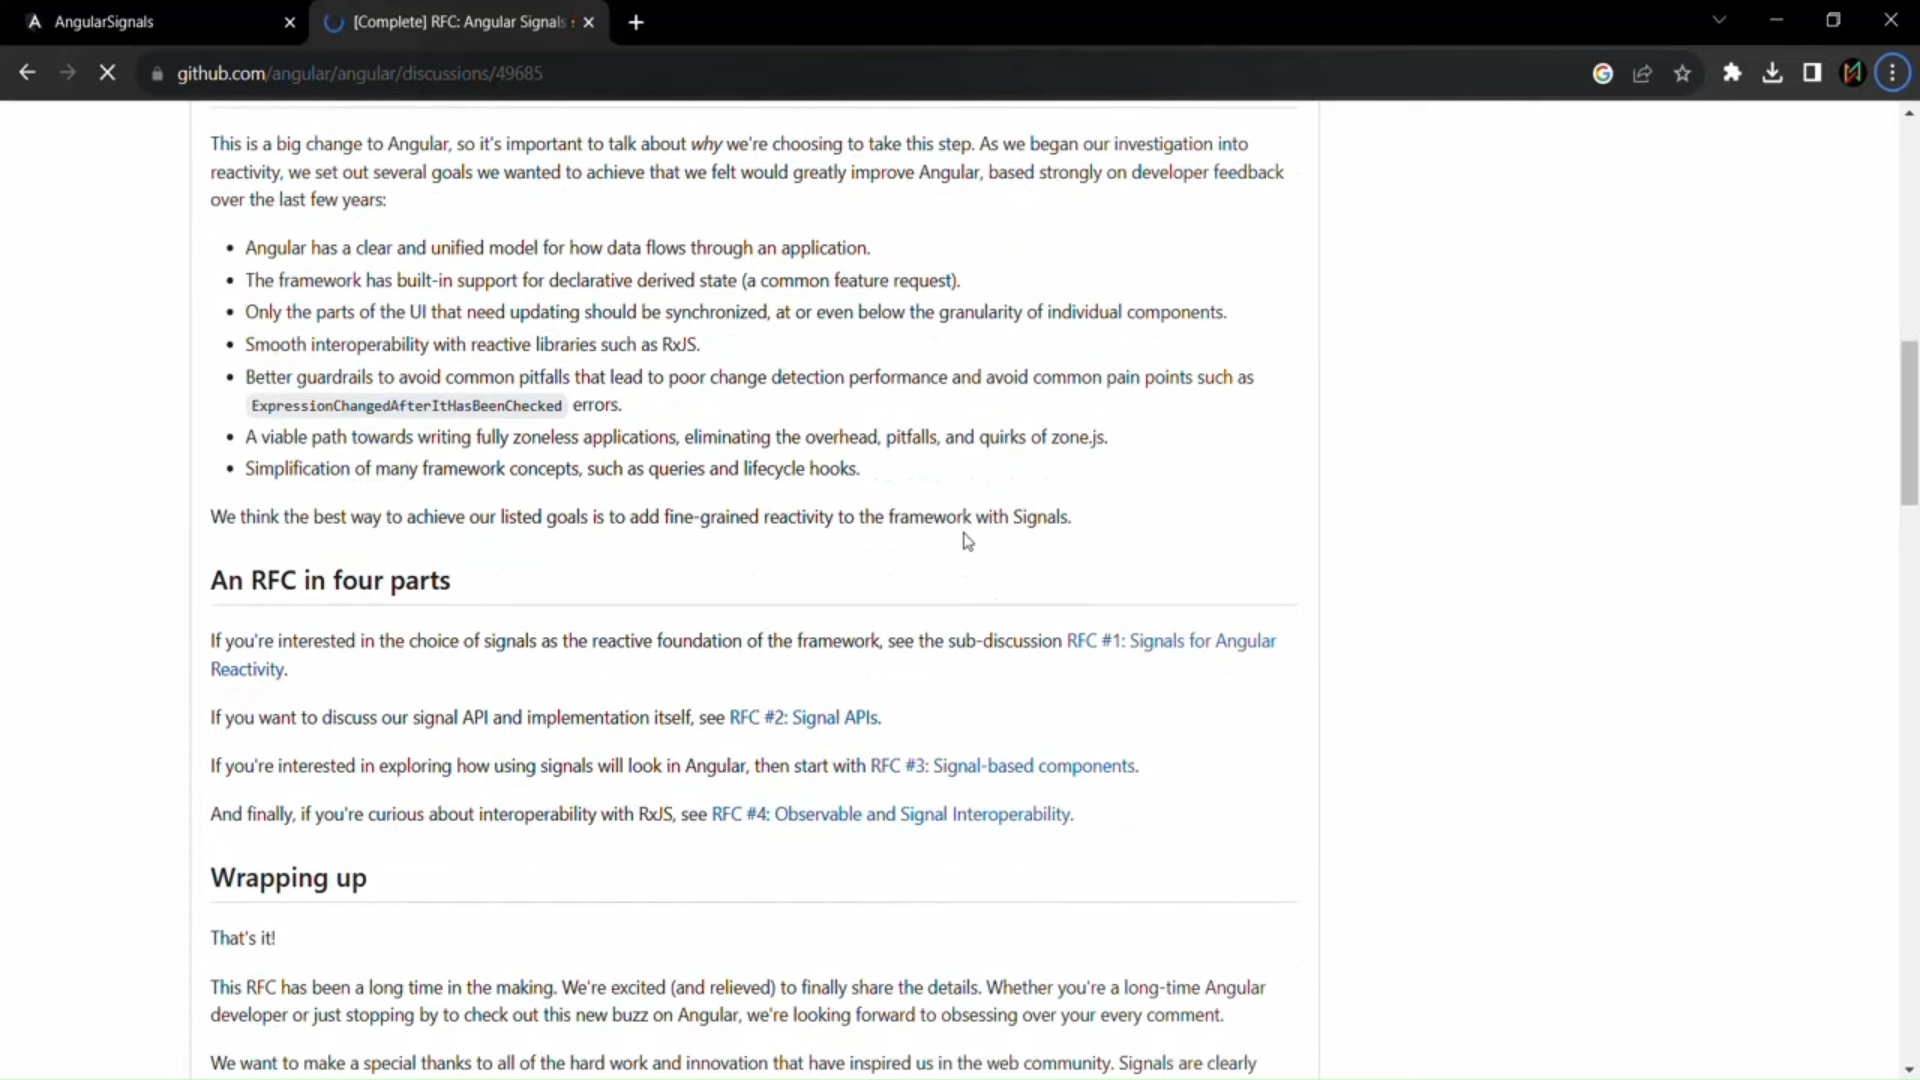 AngularSignals
[Complete] RFC: Angular Signals
github.com/angular/angular/discussions/49685
This is a big change to Angular, so it's important to talk about why we're choosing to take this step. As we began our investigation into
reactivity, we set out several goals we wanted to achieve that we felt would greatly improve Angular, based strongly on developer feedback
over the last few years:
• Angular has a clear and unified model for how data flows through an application.
• The framework has built-in support for declarative derived state (a common feature request).
• Only the parts of the UI that need updating should be synchronized, at or even below the granularity of individual components.
• Smooth interoperability with reactive libraries such as RxJS.
• Better guardrails to avoid common pitfalls that lead to poor change detection performance and avoid common pain points such as
ExpressionChangedAfterItHasBeenChecked errors.
• A viable path towards writing fully zoneless applications, eliminating the overhead, pitfalls, and quirks of zone.js.
• Simplification of many framework concepts, such as queries and lifecycle hooks.
We think the best way to achieve our listed goals is to add fine-grained reactivity to the framework with Signals.
An RFC in four parts
If you're interested in the choice of signals as the reactive foundation of the framework, see the sub-discussion RFC #1: Signals for Angular
Reactivity.
If you want to discuss our signal API and implementation itself, see RFC #2: Signal APIs.
If you're interested in exploring how using signals will look in Angular, then start with RFC #3: Signal-based components.
And finally, if you're curious about interoperability with RxJS, see RFC #4: Observable and Signal Interoperability.
Wrapping up
That's it!
This RFC has been a long time in the making. We're excited (and relieved) to finally share the details. Whether you're a long-time Angular
developer or just stopping by to check out this new buzz on Angular, we're looking forward to obsessing over your every comment.
We want to make a special thanks to all of the hard work and innovation that have inspired us in the web community. Signals are clearly